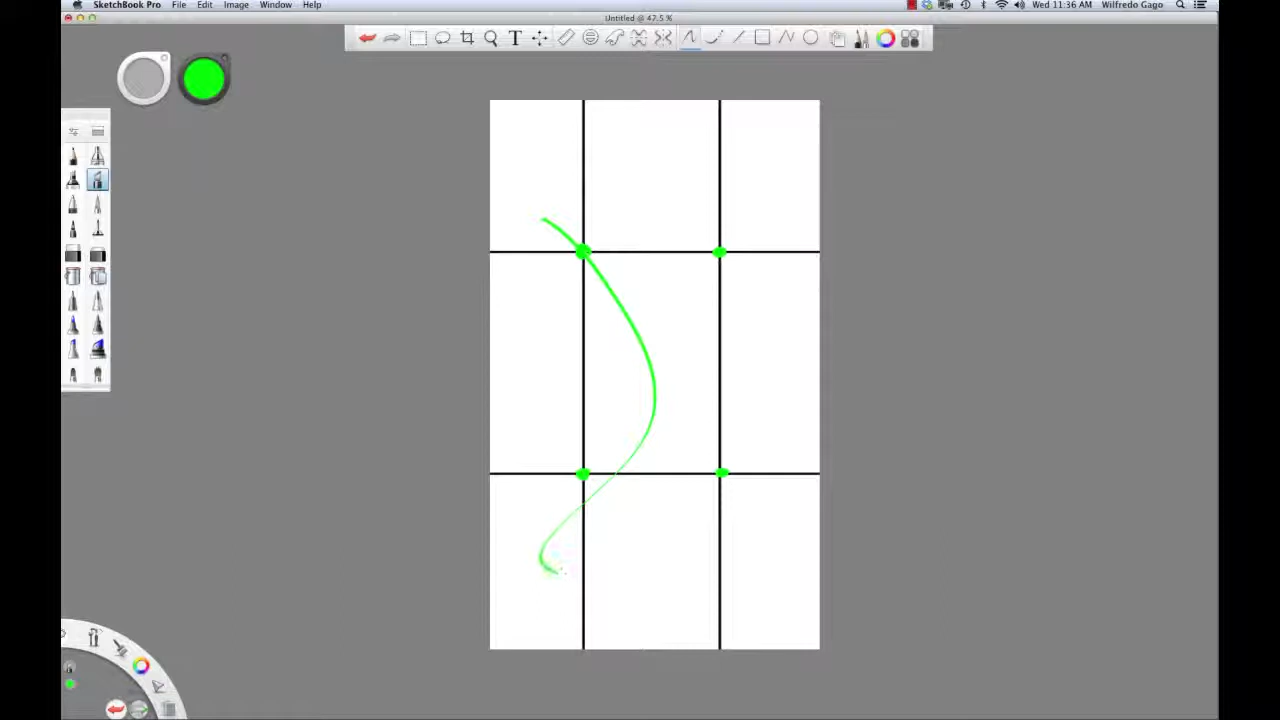 SketchBook Pro File Edit Image Window Help Wed 11:36 AM Wilfredo Gago
Untitled @ 47.5 %
T